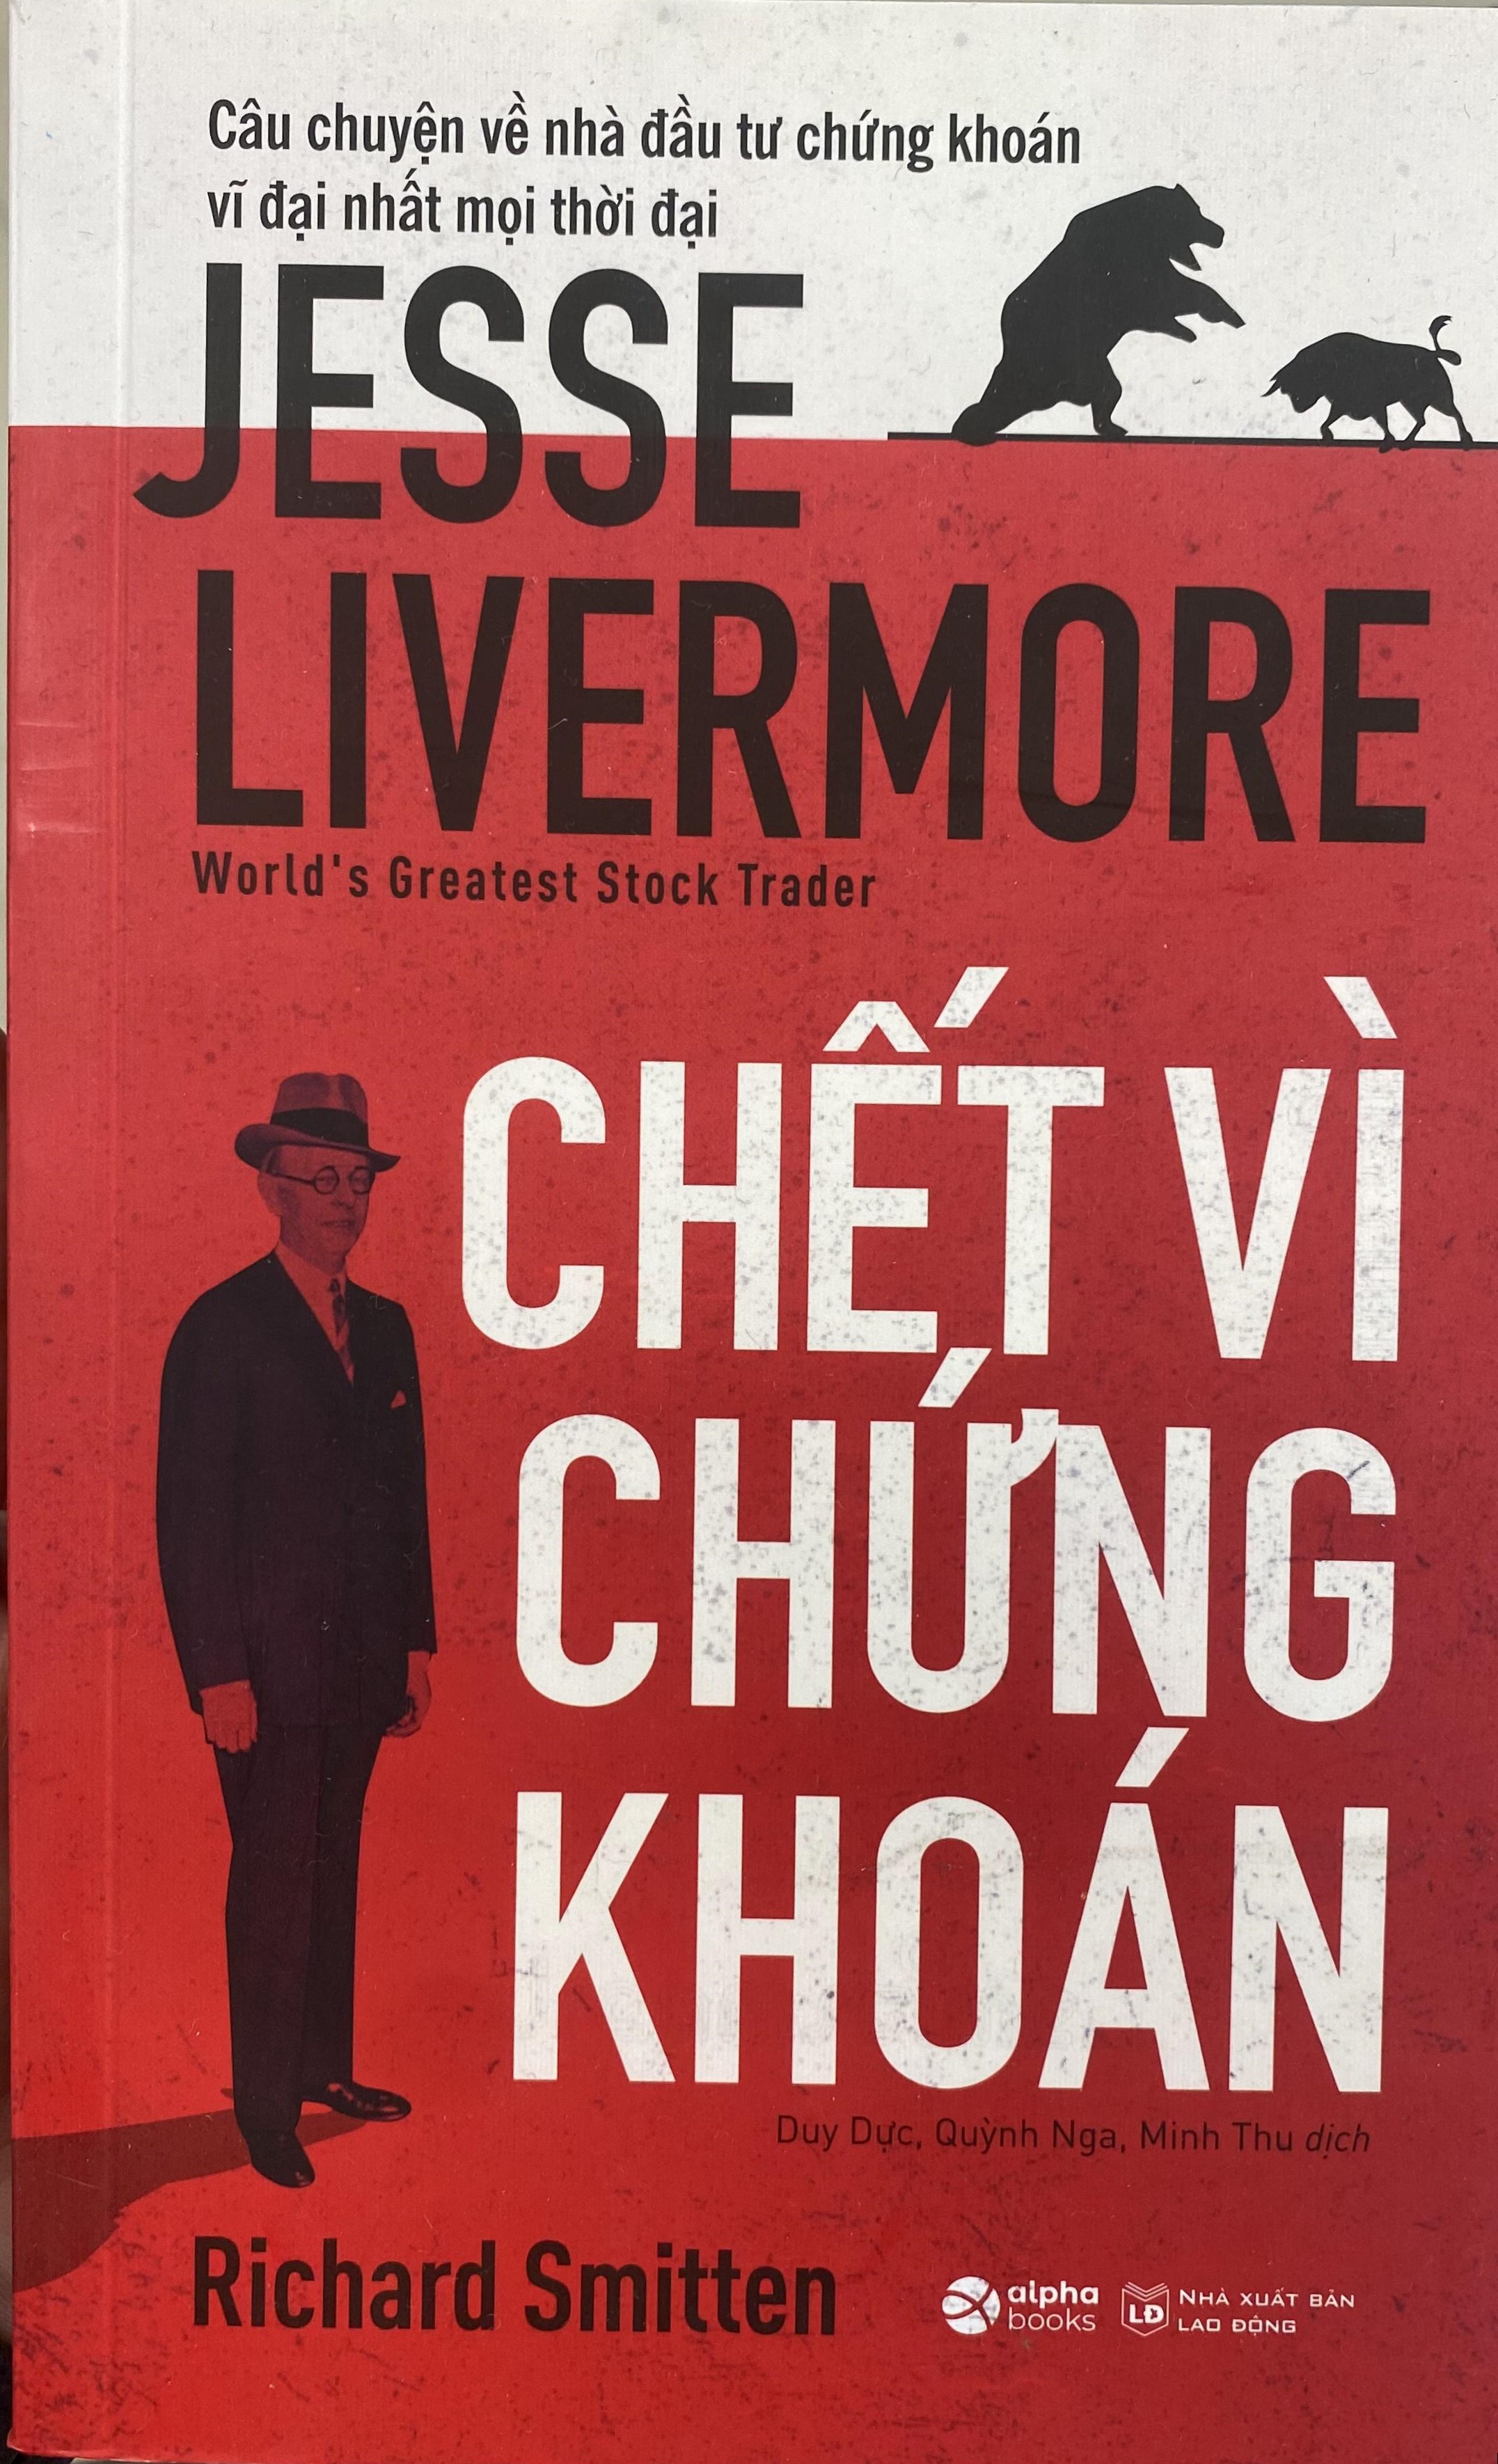 Câu chuyện về nhà đầu tư chứng khoán
vĩ đại nhất mọi thời đại
JESSE
LIVERMORE
World's Greatest Stock Trader
CHẾT VÌ
CHỨNG
KHOÁN
Duy Dực, Quỳnh Nga, Minh Thu dịch
Richard Smitten
alpha
books
LĐ
NHÀ XUẤT BẢN
LAO ĐỘNG